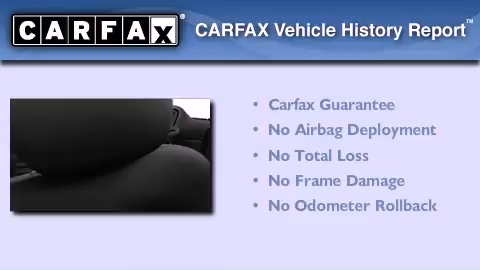 CARFAX® CARFAX Vehicle History Report™
• Carfax Guarantee
• No Airbag Deployment
• No Total Loss
• No Frame Damage
• No Odometer Rollback